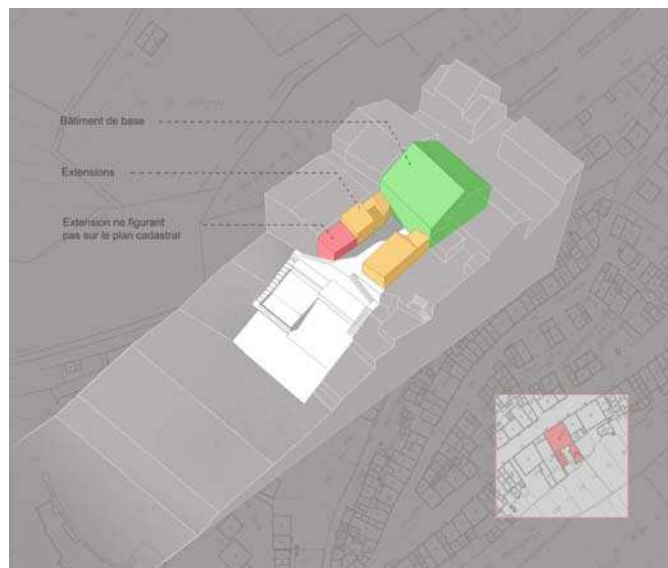 Bâtiment de base
Extensions
Extension ne figurant
pas sur le plan cadastral